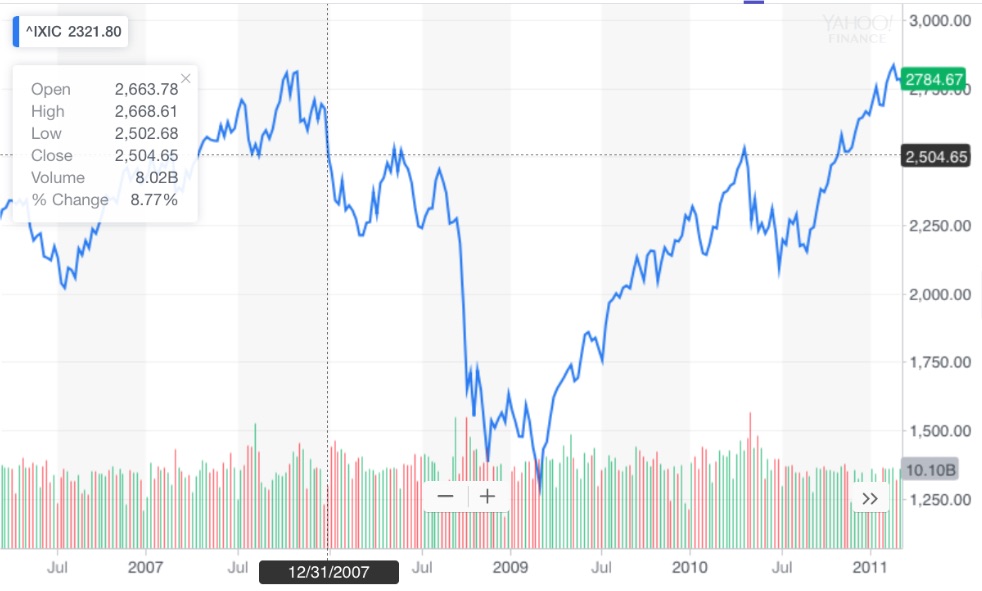 ^IXIC 2321.80
YAHOO!
FINANCE
3,000.00
Open 2,663.78
High 2,668.61
Low 2,502.68
Close 2,504.65
Volume 8.02B
% Change 8.77%
2784.67
2,750.00
2,504.65
2,250.00
2,000.00
1,750.00
1,500.00
10.10B
1,250.00
Jul 2007 Jul 12/31/2007 Jul 2009 Jul 2010 Jul 2011